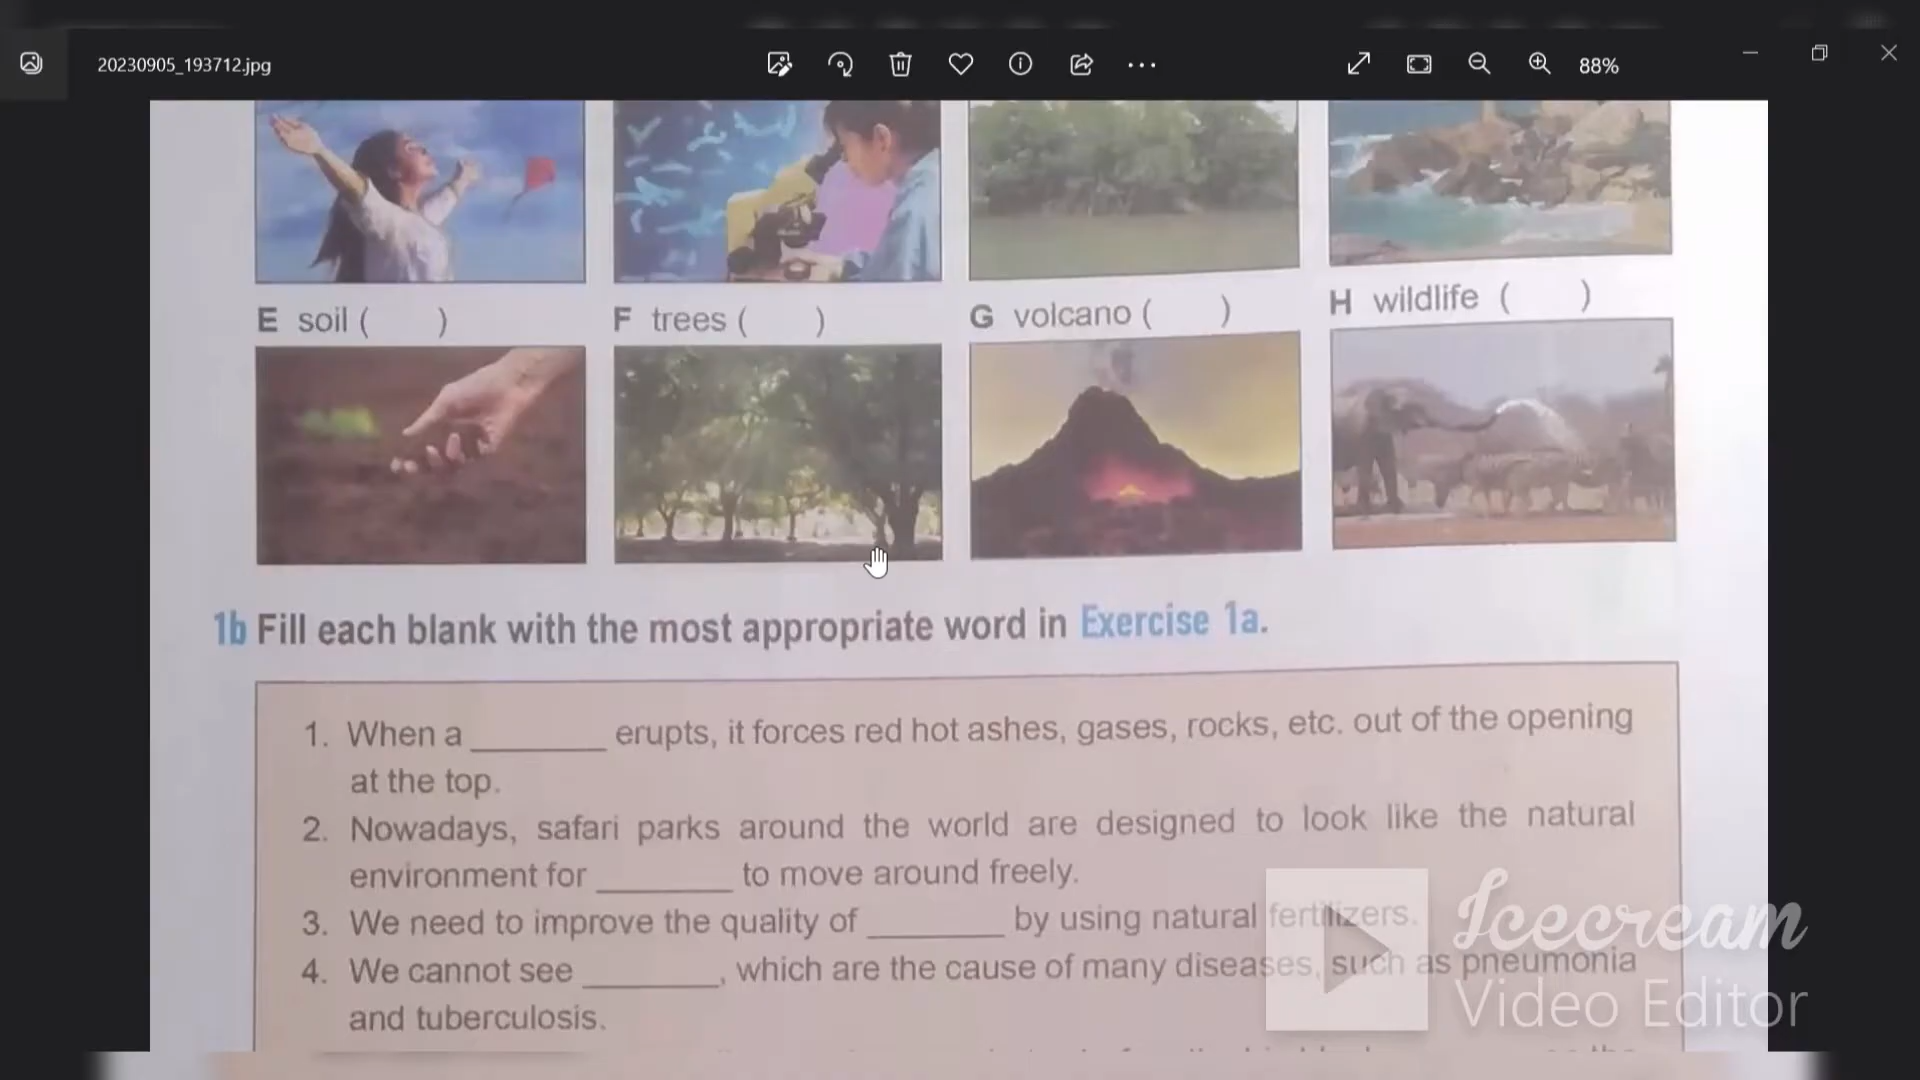 20230905_193712.jpg
88%
E soil ( )
F trees ( )
G volcano ( )
H wildlife ( )
1b Fill each blank with the most appropriate word in Exercise 1a.
1. When a ________ erupts, it forces red hot ashes, gases, rocks, etc. out of the opening
at the top.
2. Nowadays, safari parks around the world are designed to look like the natural
environment for ________ to move around freely.
3. We need to improve the quality of ________ by using natural fertilizers.
4. We cannot see ________, which are the cause of many diseases, such as pneumonia
and tuberculosis.
Icecream
Video Editor